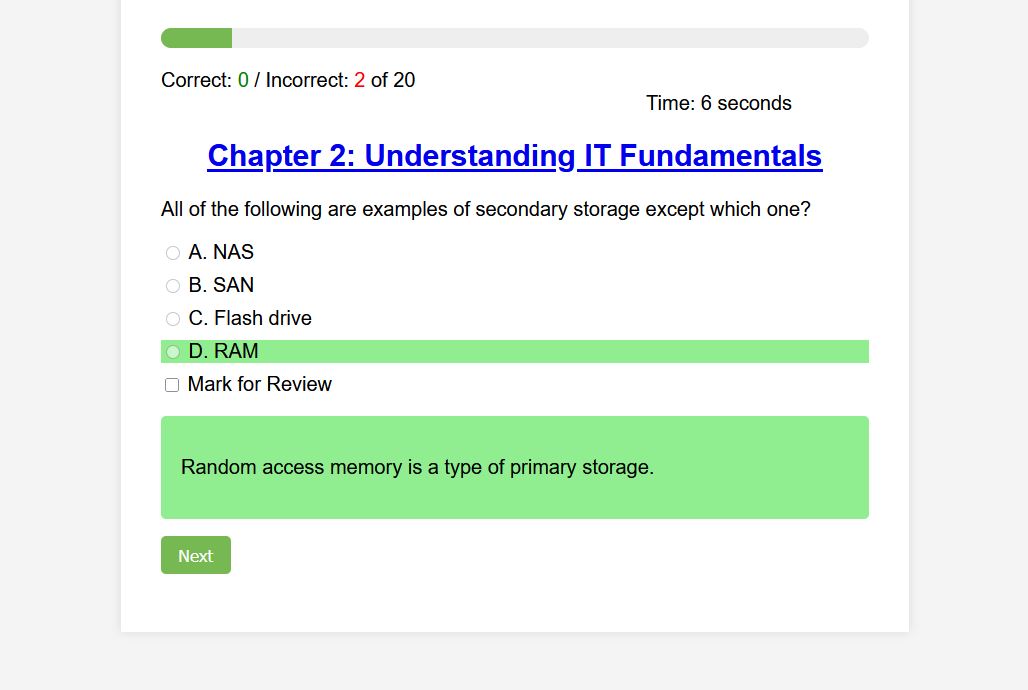 Correct: 0 / Incorrect: 2 of 20
Time: 6 seconds
Chapter 2: Understanding IT Fundamentals
All of the following are examples of secondary storage except which one?
A. NAS
B. SAN
C. Flash drive
D. RAM
Mark for Review
Random access memory is a type of primary storage.
Next